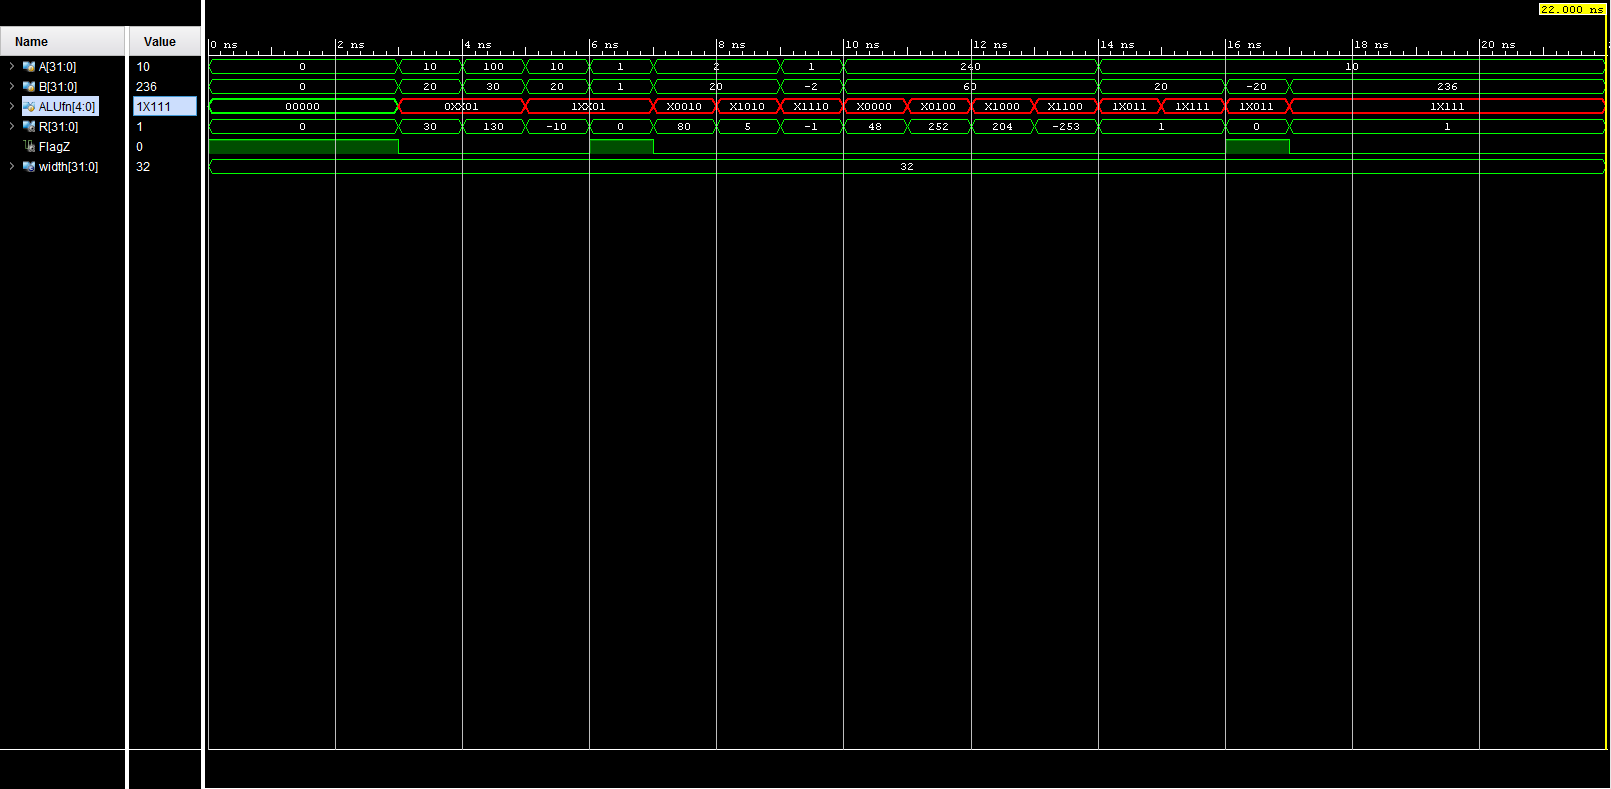 22.000 ns
Name Value
0 ns 2 ns 4 ns 6 ns 8 ns 10 ns 12 ns 14 ns 16 ns 18 ns 20 ns
A[31:0] 10 0 10 100 10 1 2 1 240 10
B[31:0] 236 0 20 30 20 1 20 -2 60 20 -20 236
ALUfn[4:0] 1X111 00000 0XX01 1XX01 X0010 X1010 X1110 X0000 X0100 X1000 X1100 1X011 1X111 1X011 1X111
R[31:0] 1 0 30 130 -10 0 80 5 -1 48 252 204 -253 1 0 1
FlagZ 0
width[31:0] 32 32